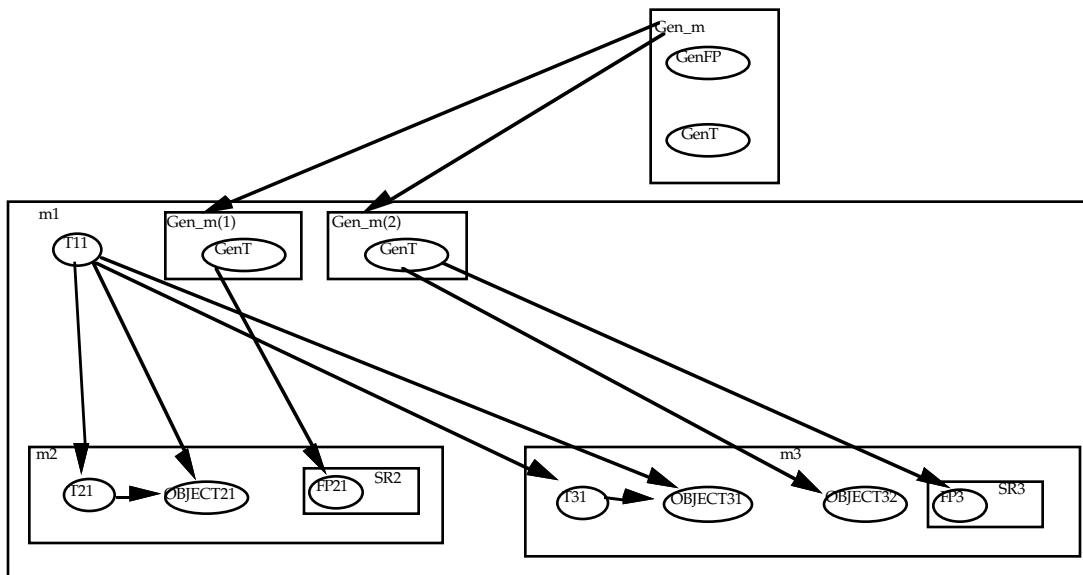 Gen_m
GenFP
GenT
m1
Gen_m(1)
Gen_m(2)
T11
GenT
GenT
m2
m3
T21
OBJECT21
FP21
SR2
T31
OBJECT31
OBJECT32
FP3
SR3